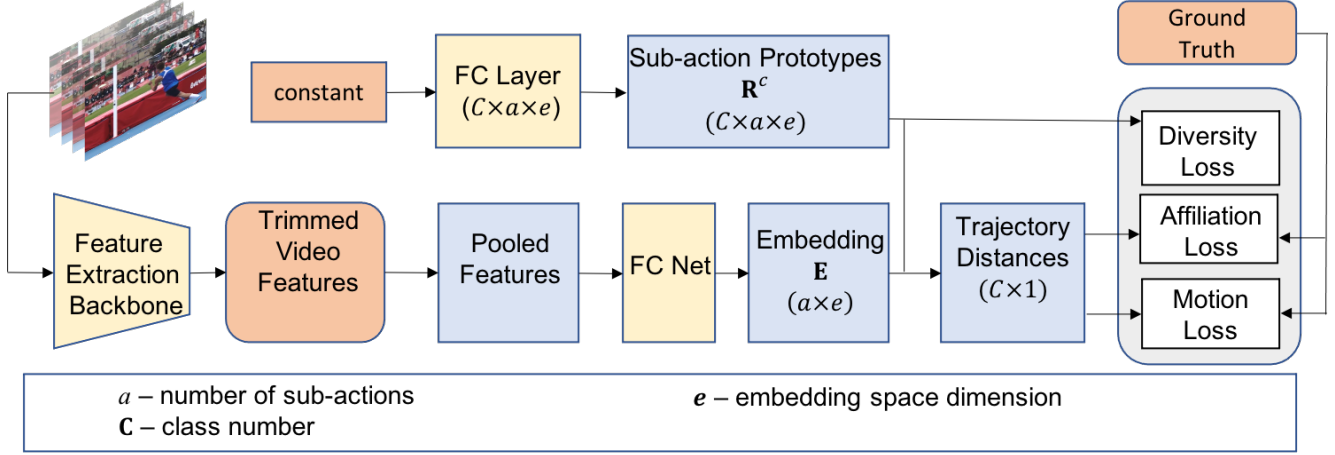 Ground
Truth
constant
FC Layer
(C×a×e)
Sub-action Prototypes
R^c
(C×a×e)
Diversity
Loss
Affiliation
Loss
Motion
Loss
Feature
Extraction
Backbone
Trimmed
Video
Features
Pooled
Features
FC Net
Embedding
E
(a×e)
Trajectory
Distances
(C×1)
a – number of sub-actions
e – embedding space dimension
C – class number